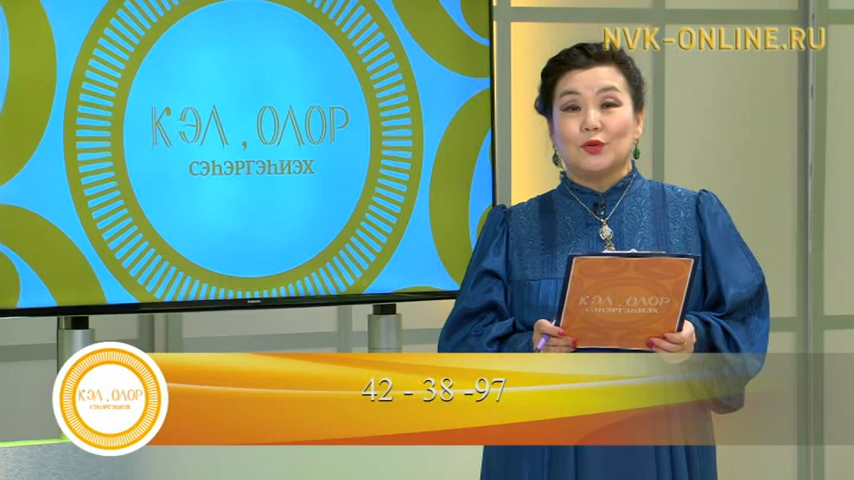 NVK-ONLINE.RU
КЭЛ, ОЛОР
СЭҺЭРГЭҺИЭХ
КЭЛ, ОЛОР
СЭҺЭРГЭҺИЭХ
42 - 38 -97
КЭЛ, ОЛОР
СЭҺЭРГЭҺИЭХ